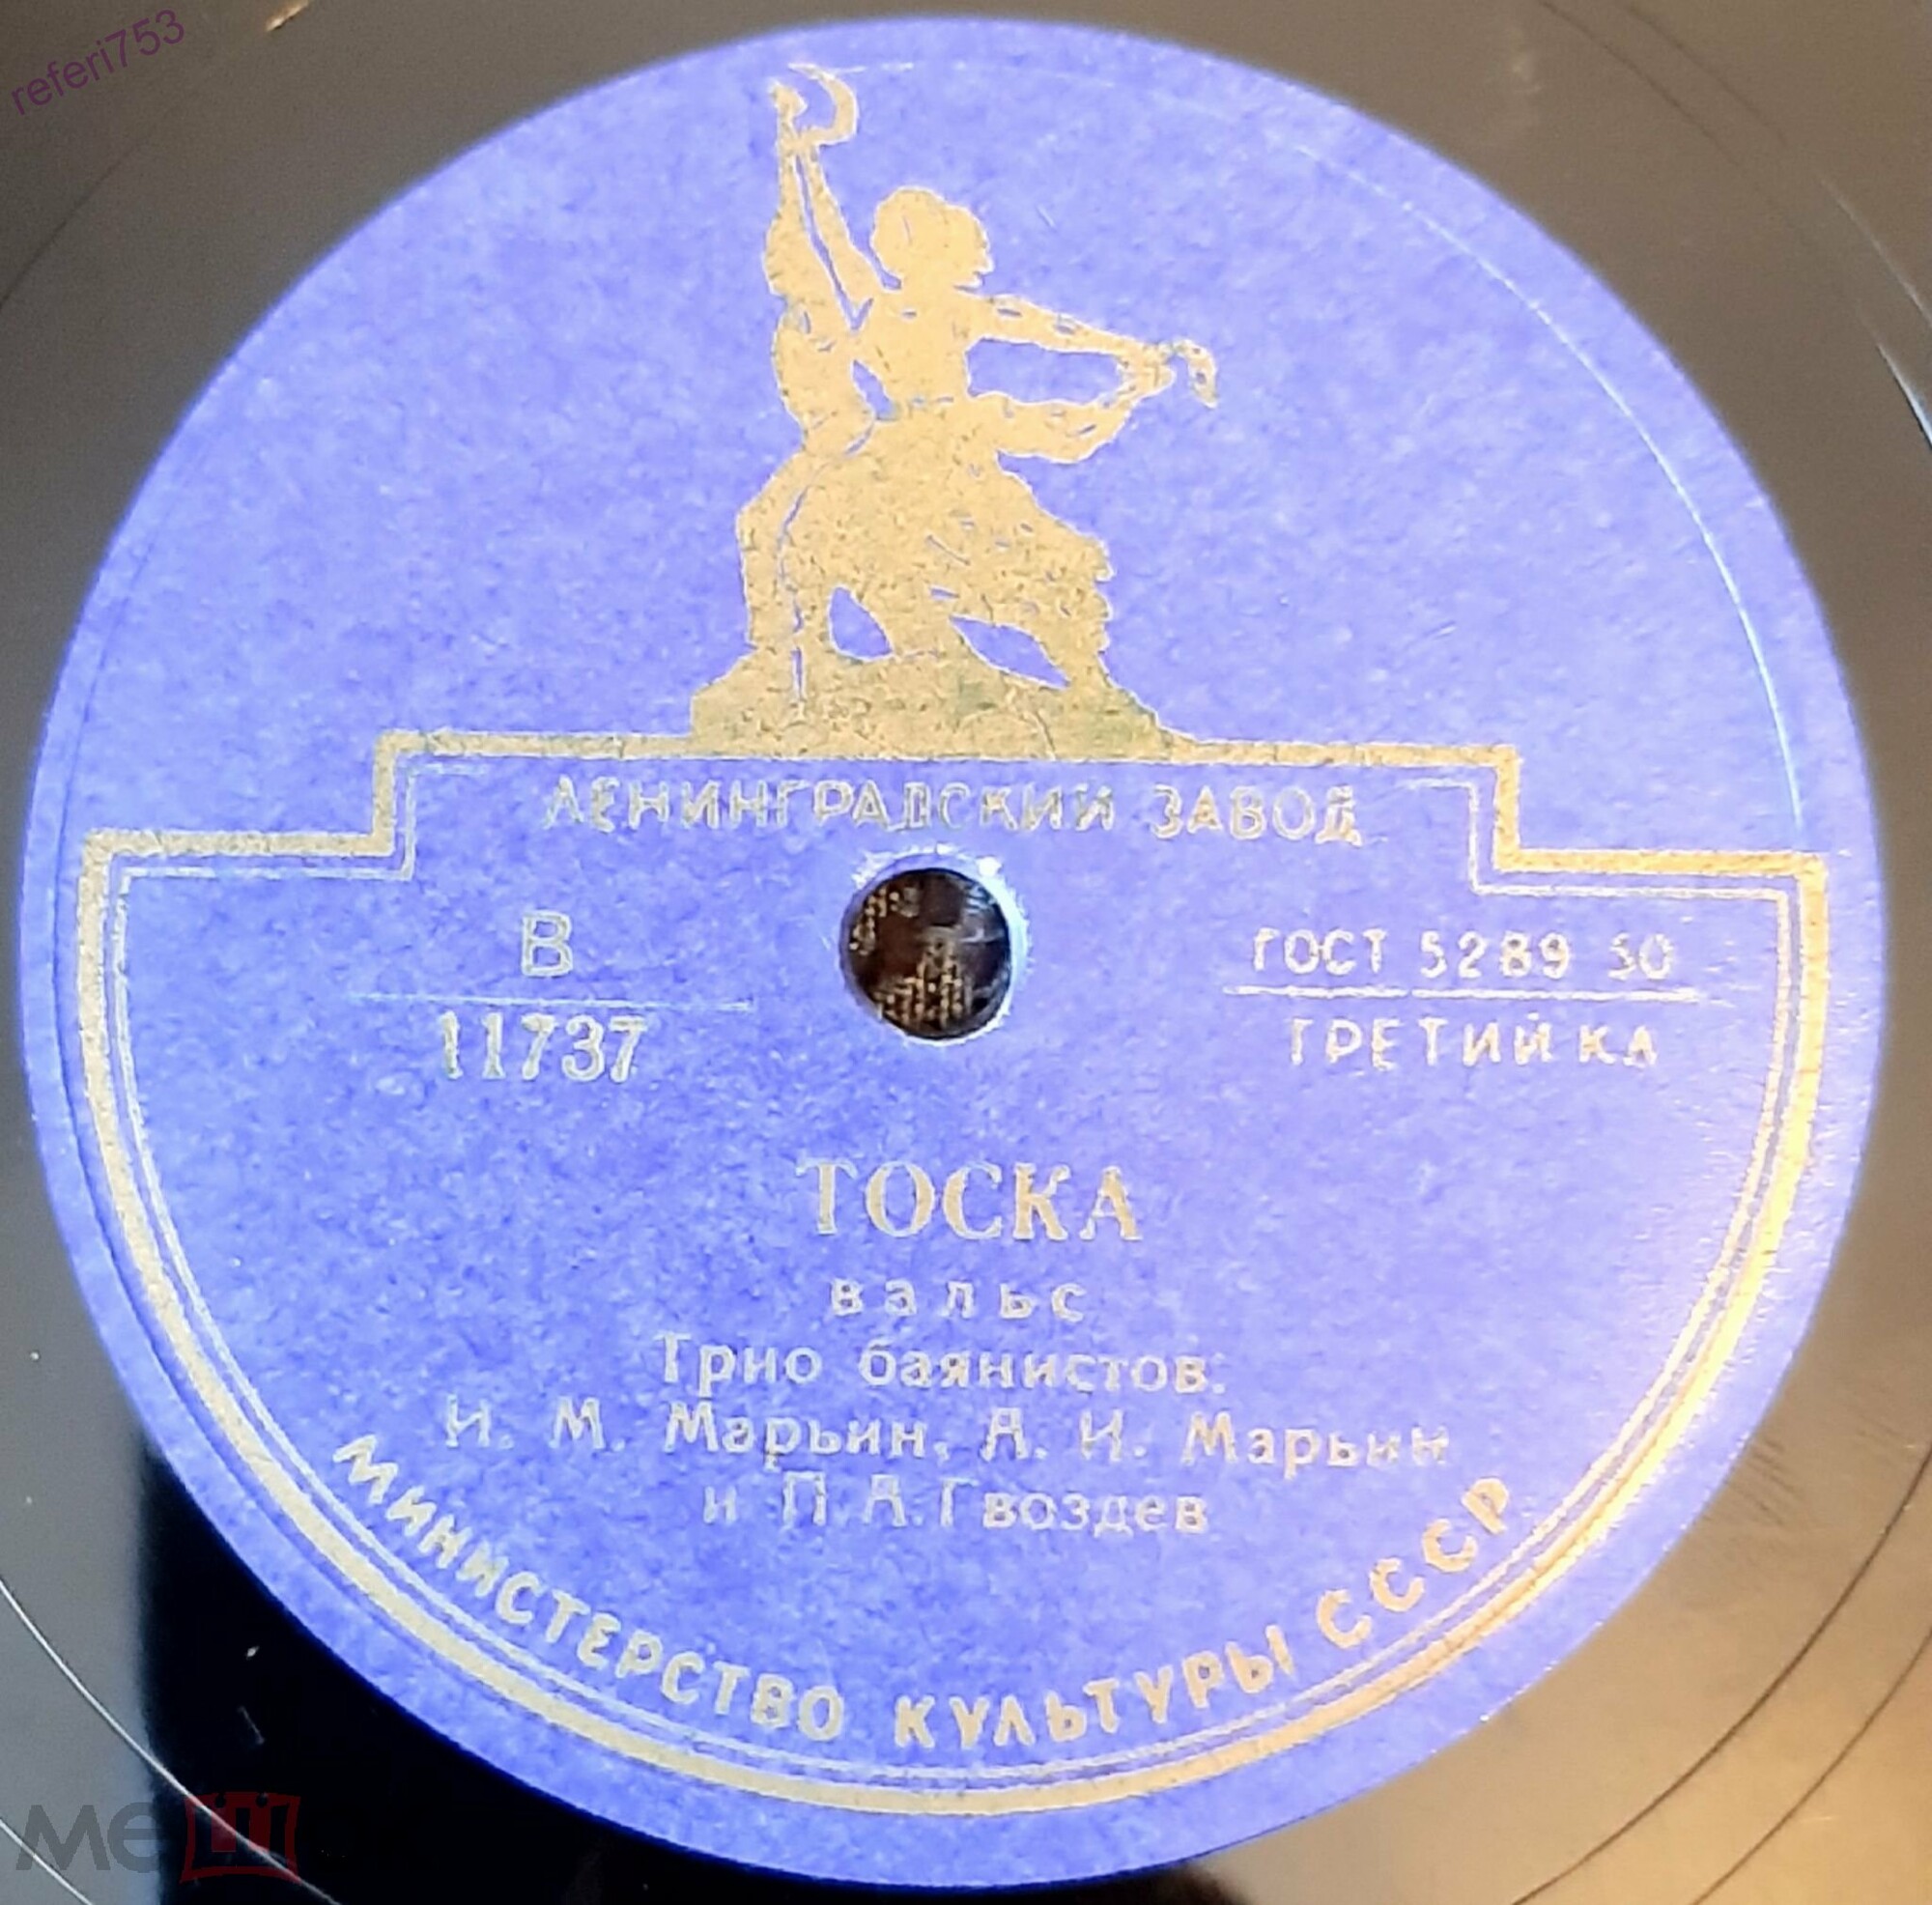 referi753
ЛЕНИНГРАДСКИЙ ЗАВОД
В
11737
ГОСТ 5289 50
ТРЕТИЙ КЛ
ТОСКА
вальс
Трио баянистов:
И. М. Марьин, А. И. Марьин
и П. А. Гвоздев
МИНИСТЕРСТВО КУЛЬТУРЫ СССР